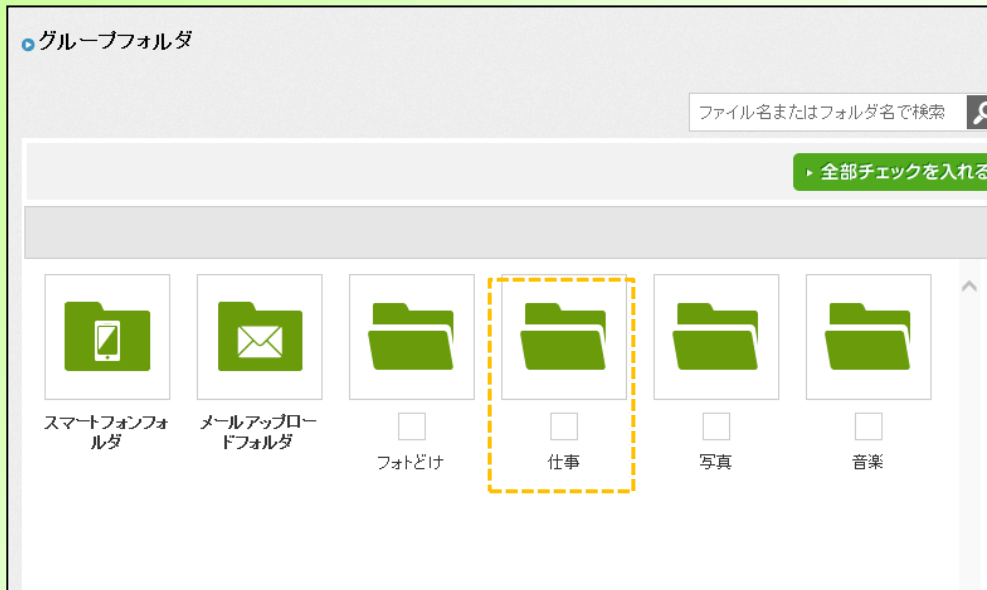 グループフォルダ
ファイル名またはフォルダ名で検索
全部チェックを入れる
スマートフォンフォ
ルダ
メールアップロー
ドフォルダ
フォトどけ
仕事
写真
音楽